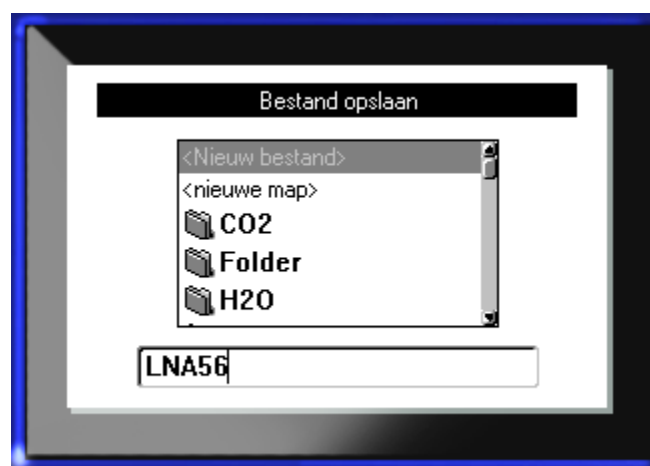 Bestand opslaan
<Nieuw bestand>
<nieuwe map>
CO2
Folder
H2O
LNA56